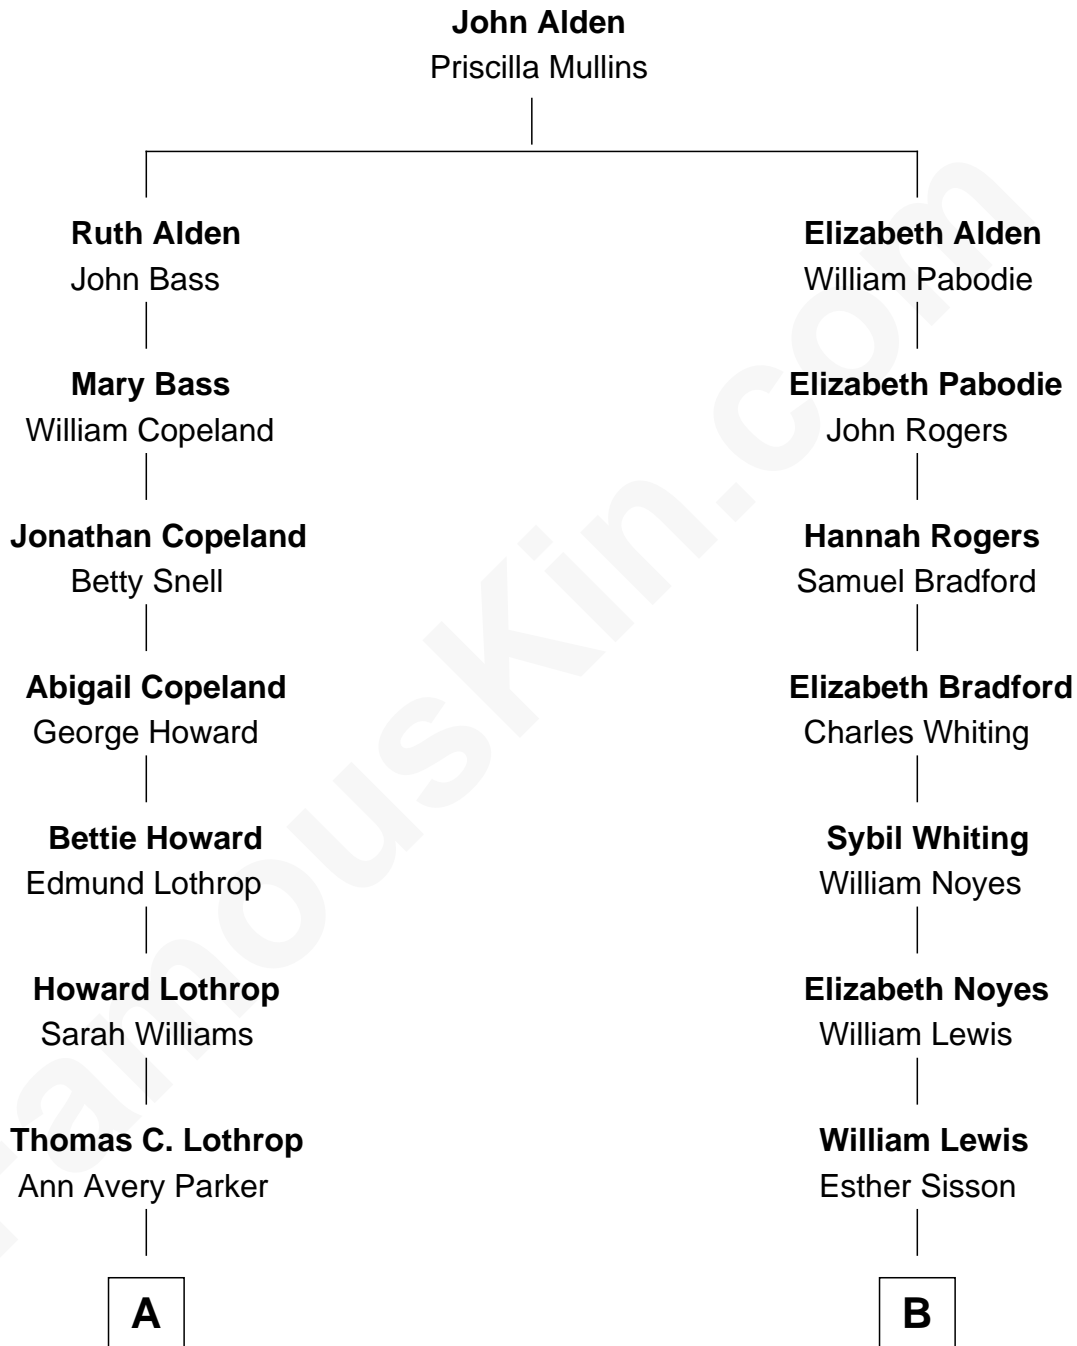 John Alden
Priscilla Mullins
Ruth Alden
John Bass
Mary Bass
William Copeland
Jonathan Copeland
Betty Snell
Abigail Copeland
George Howard
Bettie Howard
Edmund Lothrop
Howard Lothrop
Sarah Williams
Thomas C. Lothrop
Ann Avery Parker
A
Elizabeth Alden
William Pabodie
Elizabeth Pabodie
John Rogers
Hannah Rogers
Samuel Bradford
Elizabeth Bradford
Charles Whiting
Sybil Whiting
William Noyes
Elizabeth Noyes
William Lewis
William Lewis
Esther Sisson
B
FamousKin.com